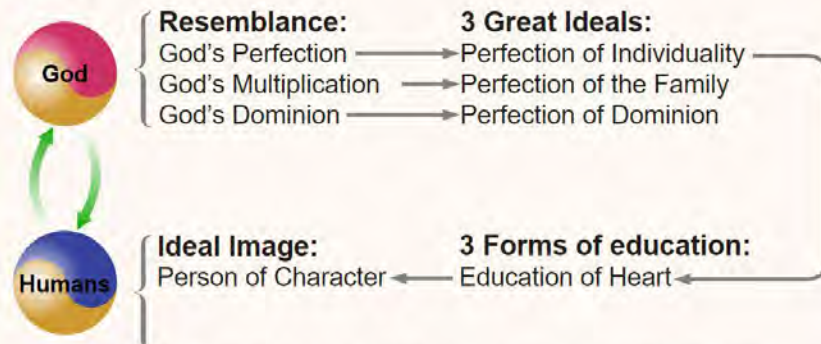 God
Resemblance:
God's Perfection
God's Multiplication
God's Dominion
3 Great Ideals:
Perfection of Individuality
Perfection of the Family
Perfection of Dominion
Humans
Ideal Image:
Person of Character
3 Forms of education:
Education of Heart